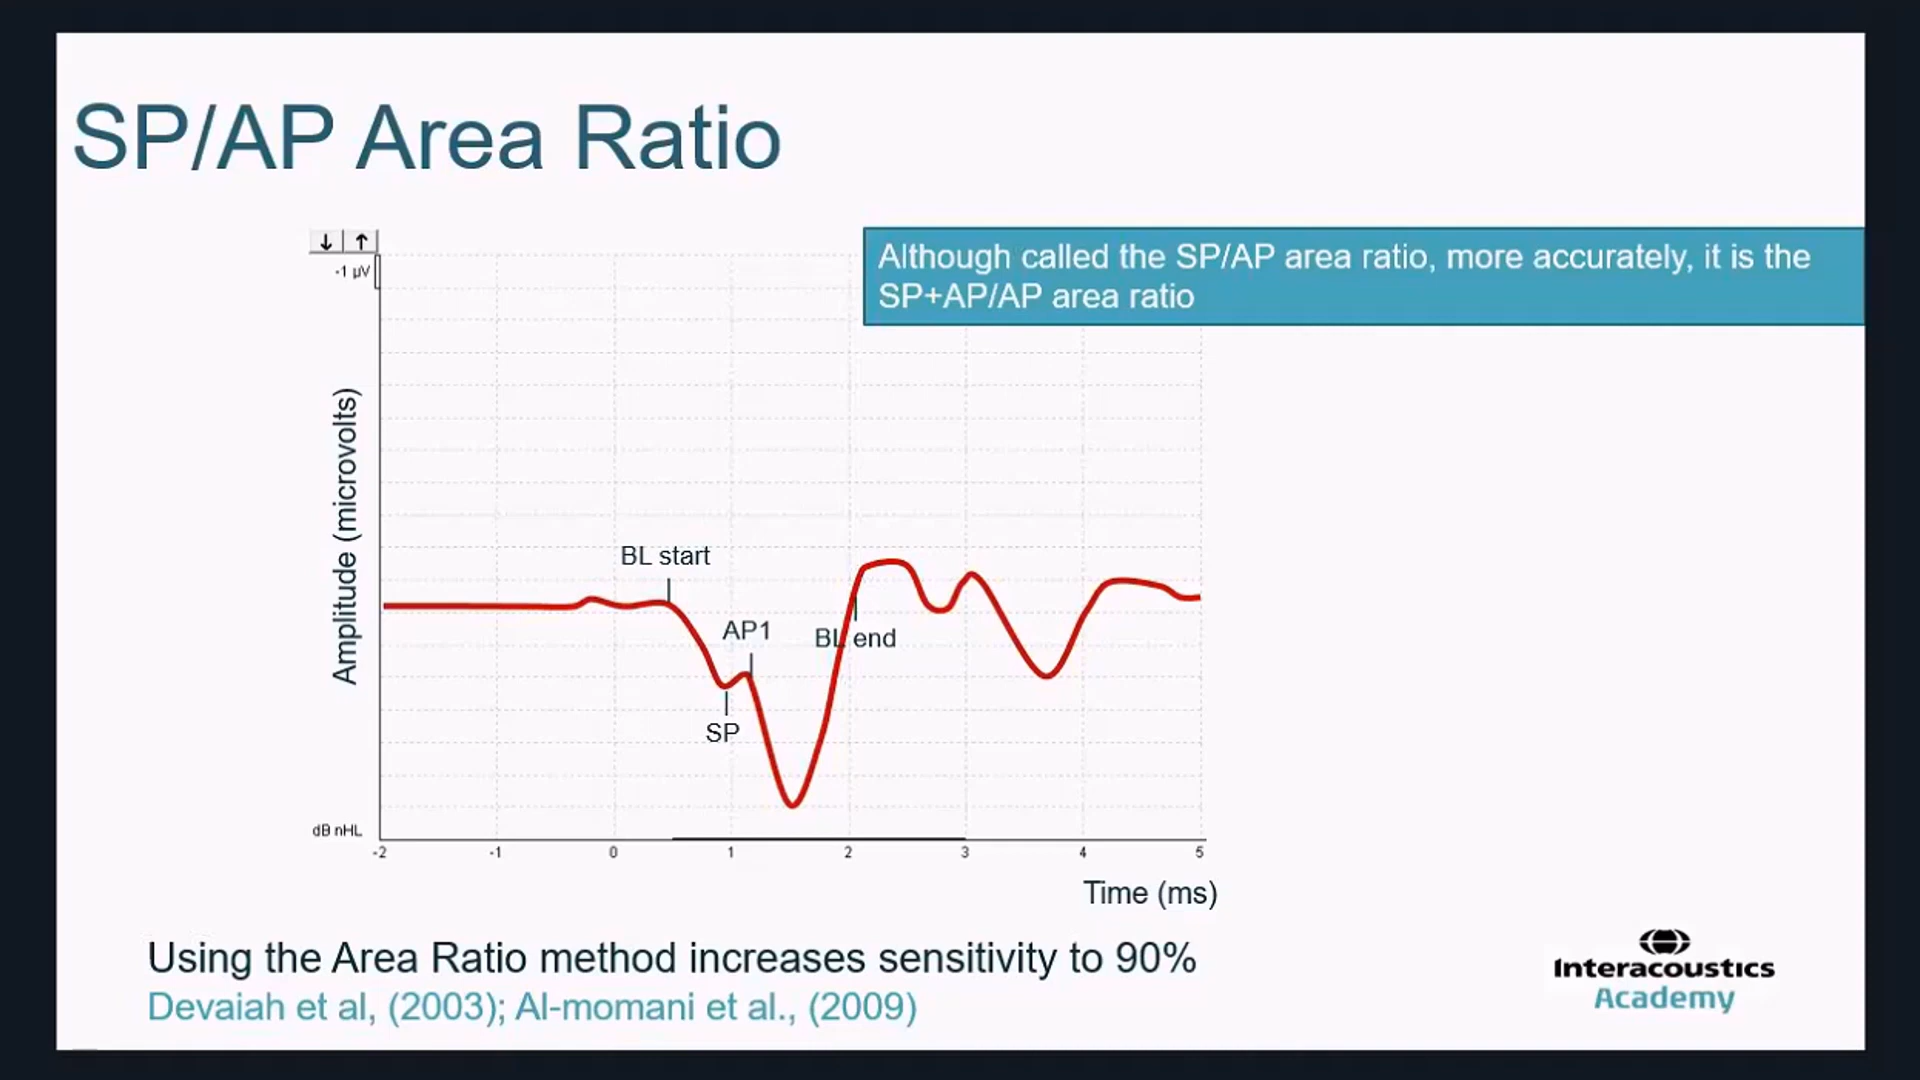 SP/AP Area Ratio
Although called the SP/AP area ratio, more accurately, it is the
SP+AP/AP area ratio
↓ ↑
-1 µV
Amplitude (microvolts)
BL start
AP1
BL end
SP
dB nHL
-2 -1 0 1 2 3 4 5
Time (ms)
Using the Area Ratio method increases sensitivity to 90%
Devaiah et al, (2003); Al-momani et al., (2009)
Interacoustics
Academy